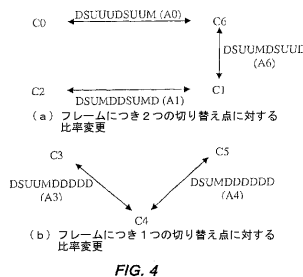 C0 DSUUUDSUUM (A0) C6
DSUUMDSUUD
(A6)
C2 DSUMDDSUMD (A1) C1
(a) フレームにつき2つの切り替え点に対する
比率変更
C3 C5
DSUUMDDDDD
(A3)
DSUMDDDDDD
(A4)
C4
(b) フレームにつき1つの切り替え点に対する
比率変更
FIG. 4